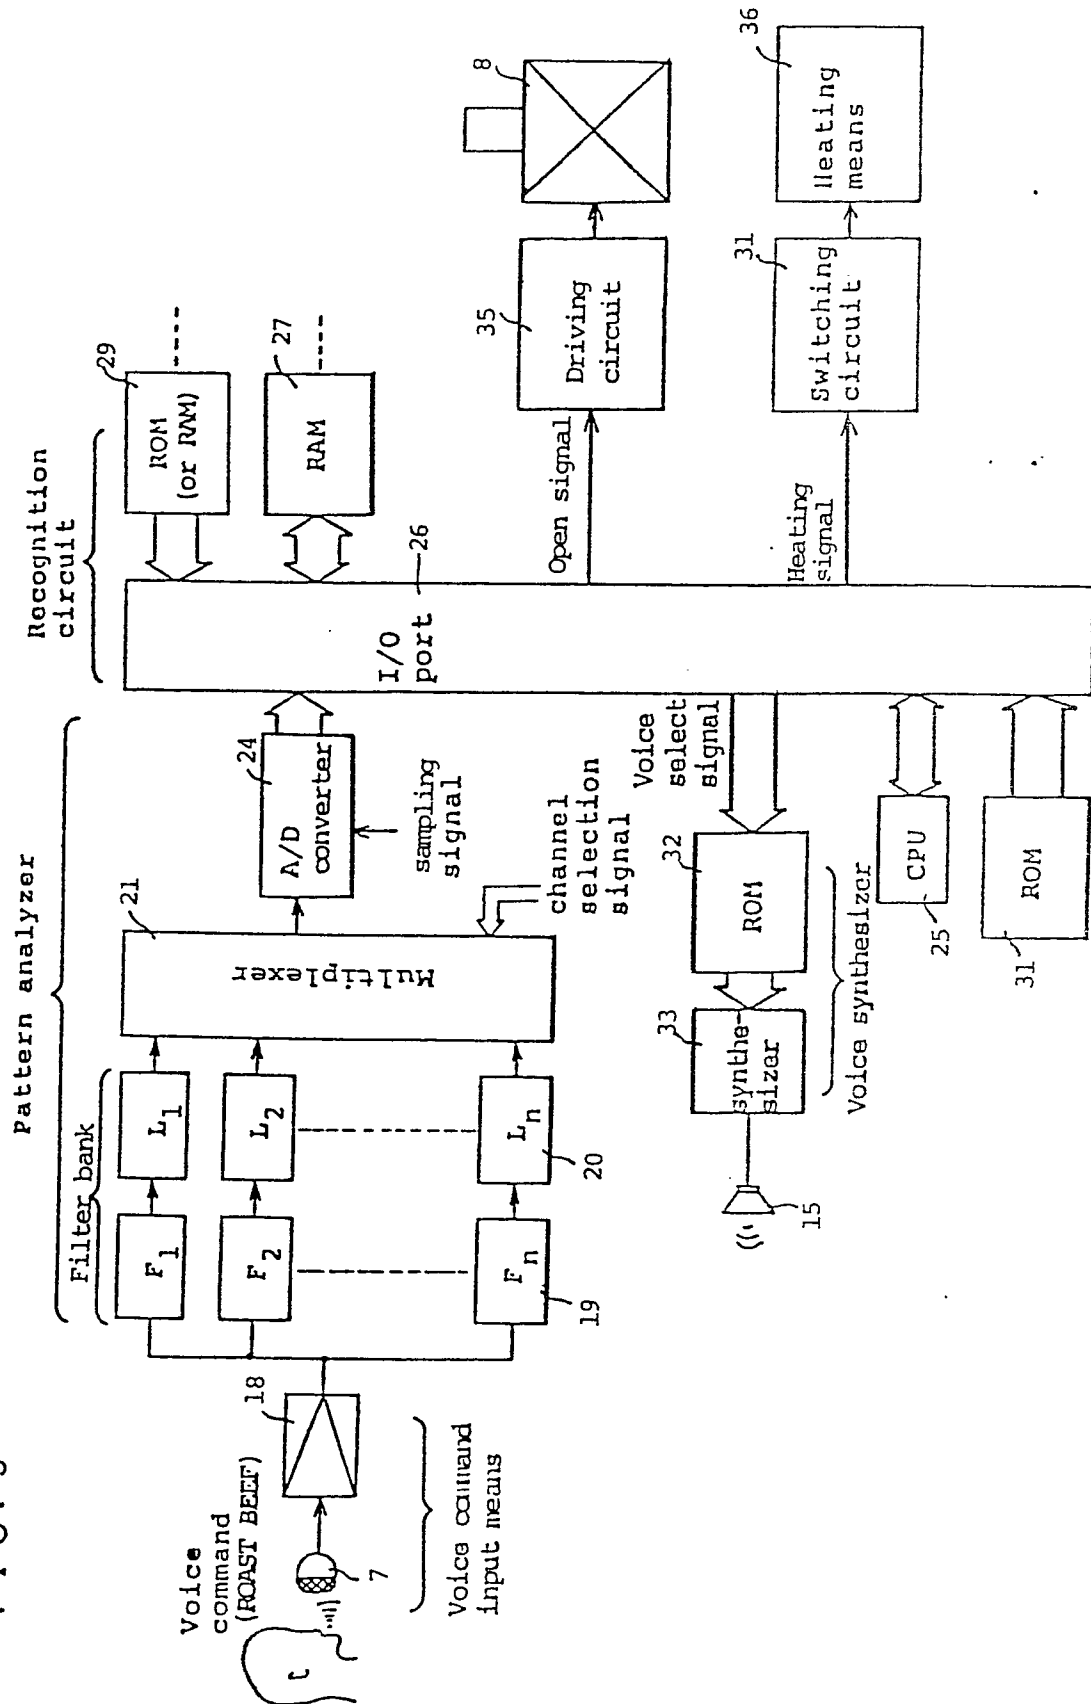 Pattern analyzer
Filter bank
Recognition
circuit
Voice
command
(ROAST BEEF)
7
Voice command
input means
18
F1
F2
Fn
19
L1
L2
Ln
20
21
Multiplexer
channel
selection
signal
24
A/D
converter
sampling
signal
I/O
port
26
29
ROM
(or RAM)
27
RAM
Open signal
35
Driving
circuit
8
Heating
signal
31
Switching
circuit
36
Heating
means
Voice
select
signal
32
ROM
33
synthe-
sizer
15
Voice synthesizer
CPU
25
ROM
31